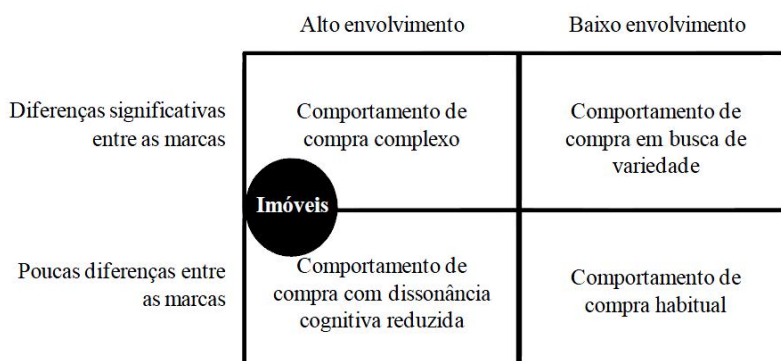 Alto envolvimento
Baixo envolvimento
Diferenças significativas
entre as marcas
Comportamento de
compra complexo
Comportamento de
compra em busca de
variedade
Imóveis
Poucas diferenças entre
as marcas
Comportamento de
compra com dissonância
cognitiva reduzida
Comportamento de
compra habitual